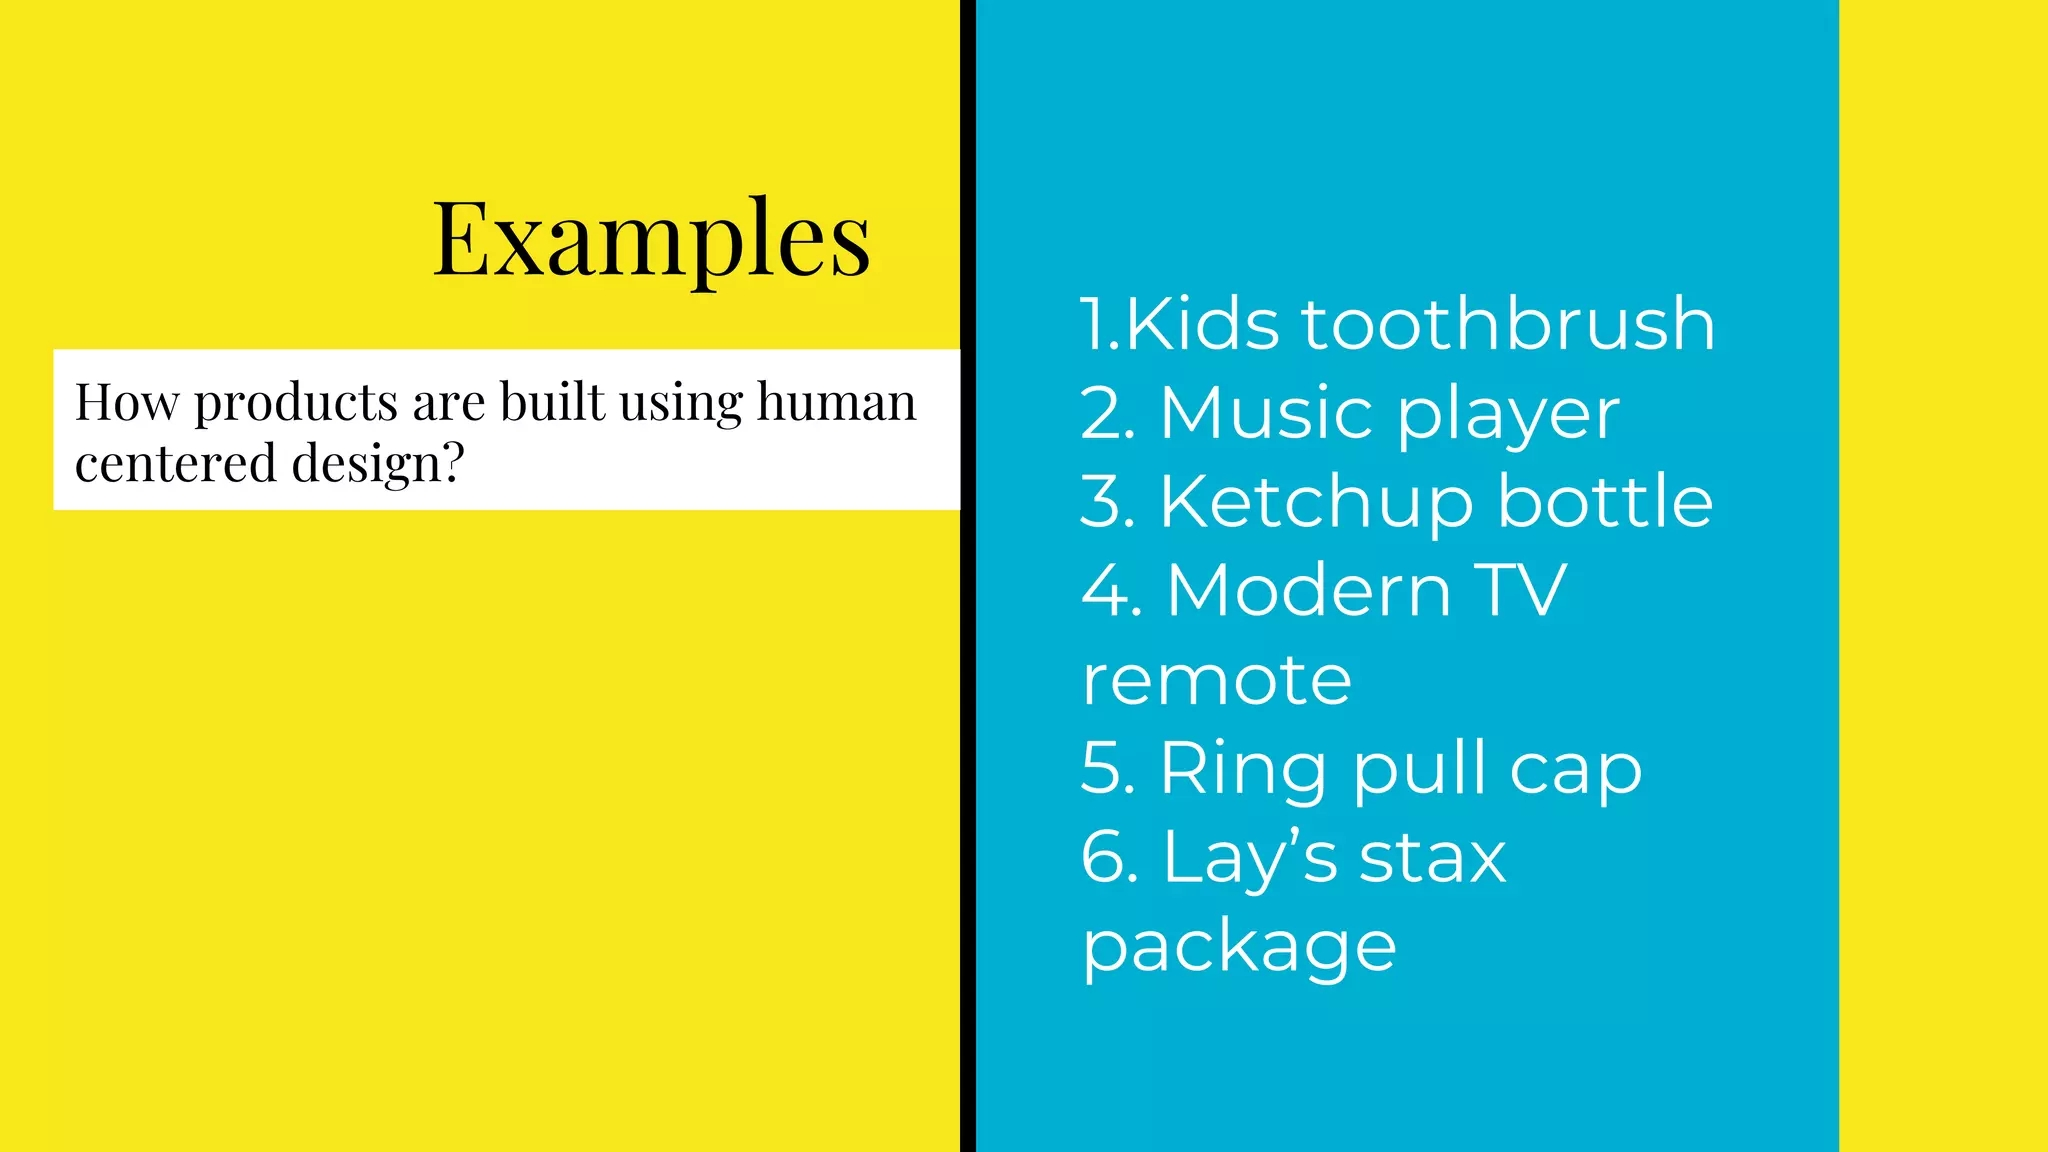 Examples
How products are built using human
centered design?
1.Kids toothbrush
2. Music player
3. Ketchup bottle
4. Modern TV
remote
5. Ring pull cap
6. Lay’s stax
package